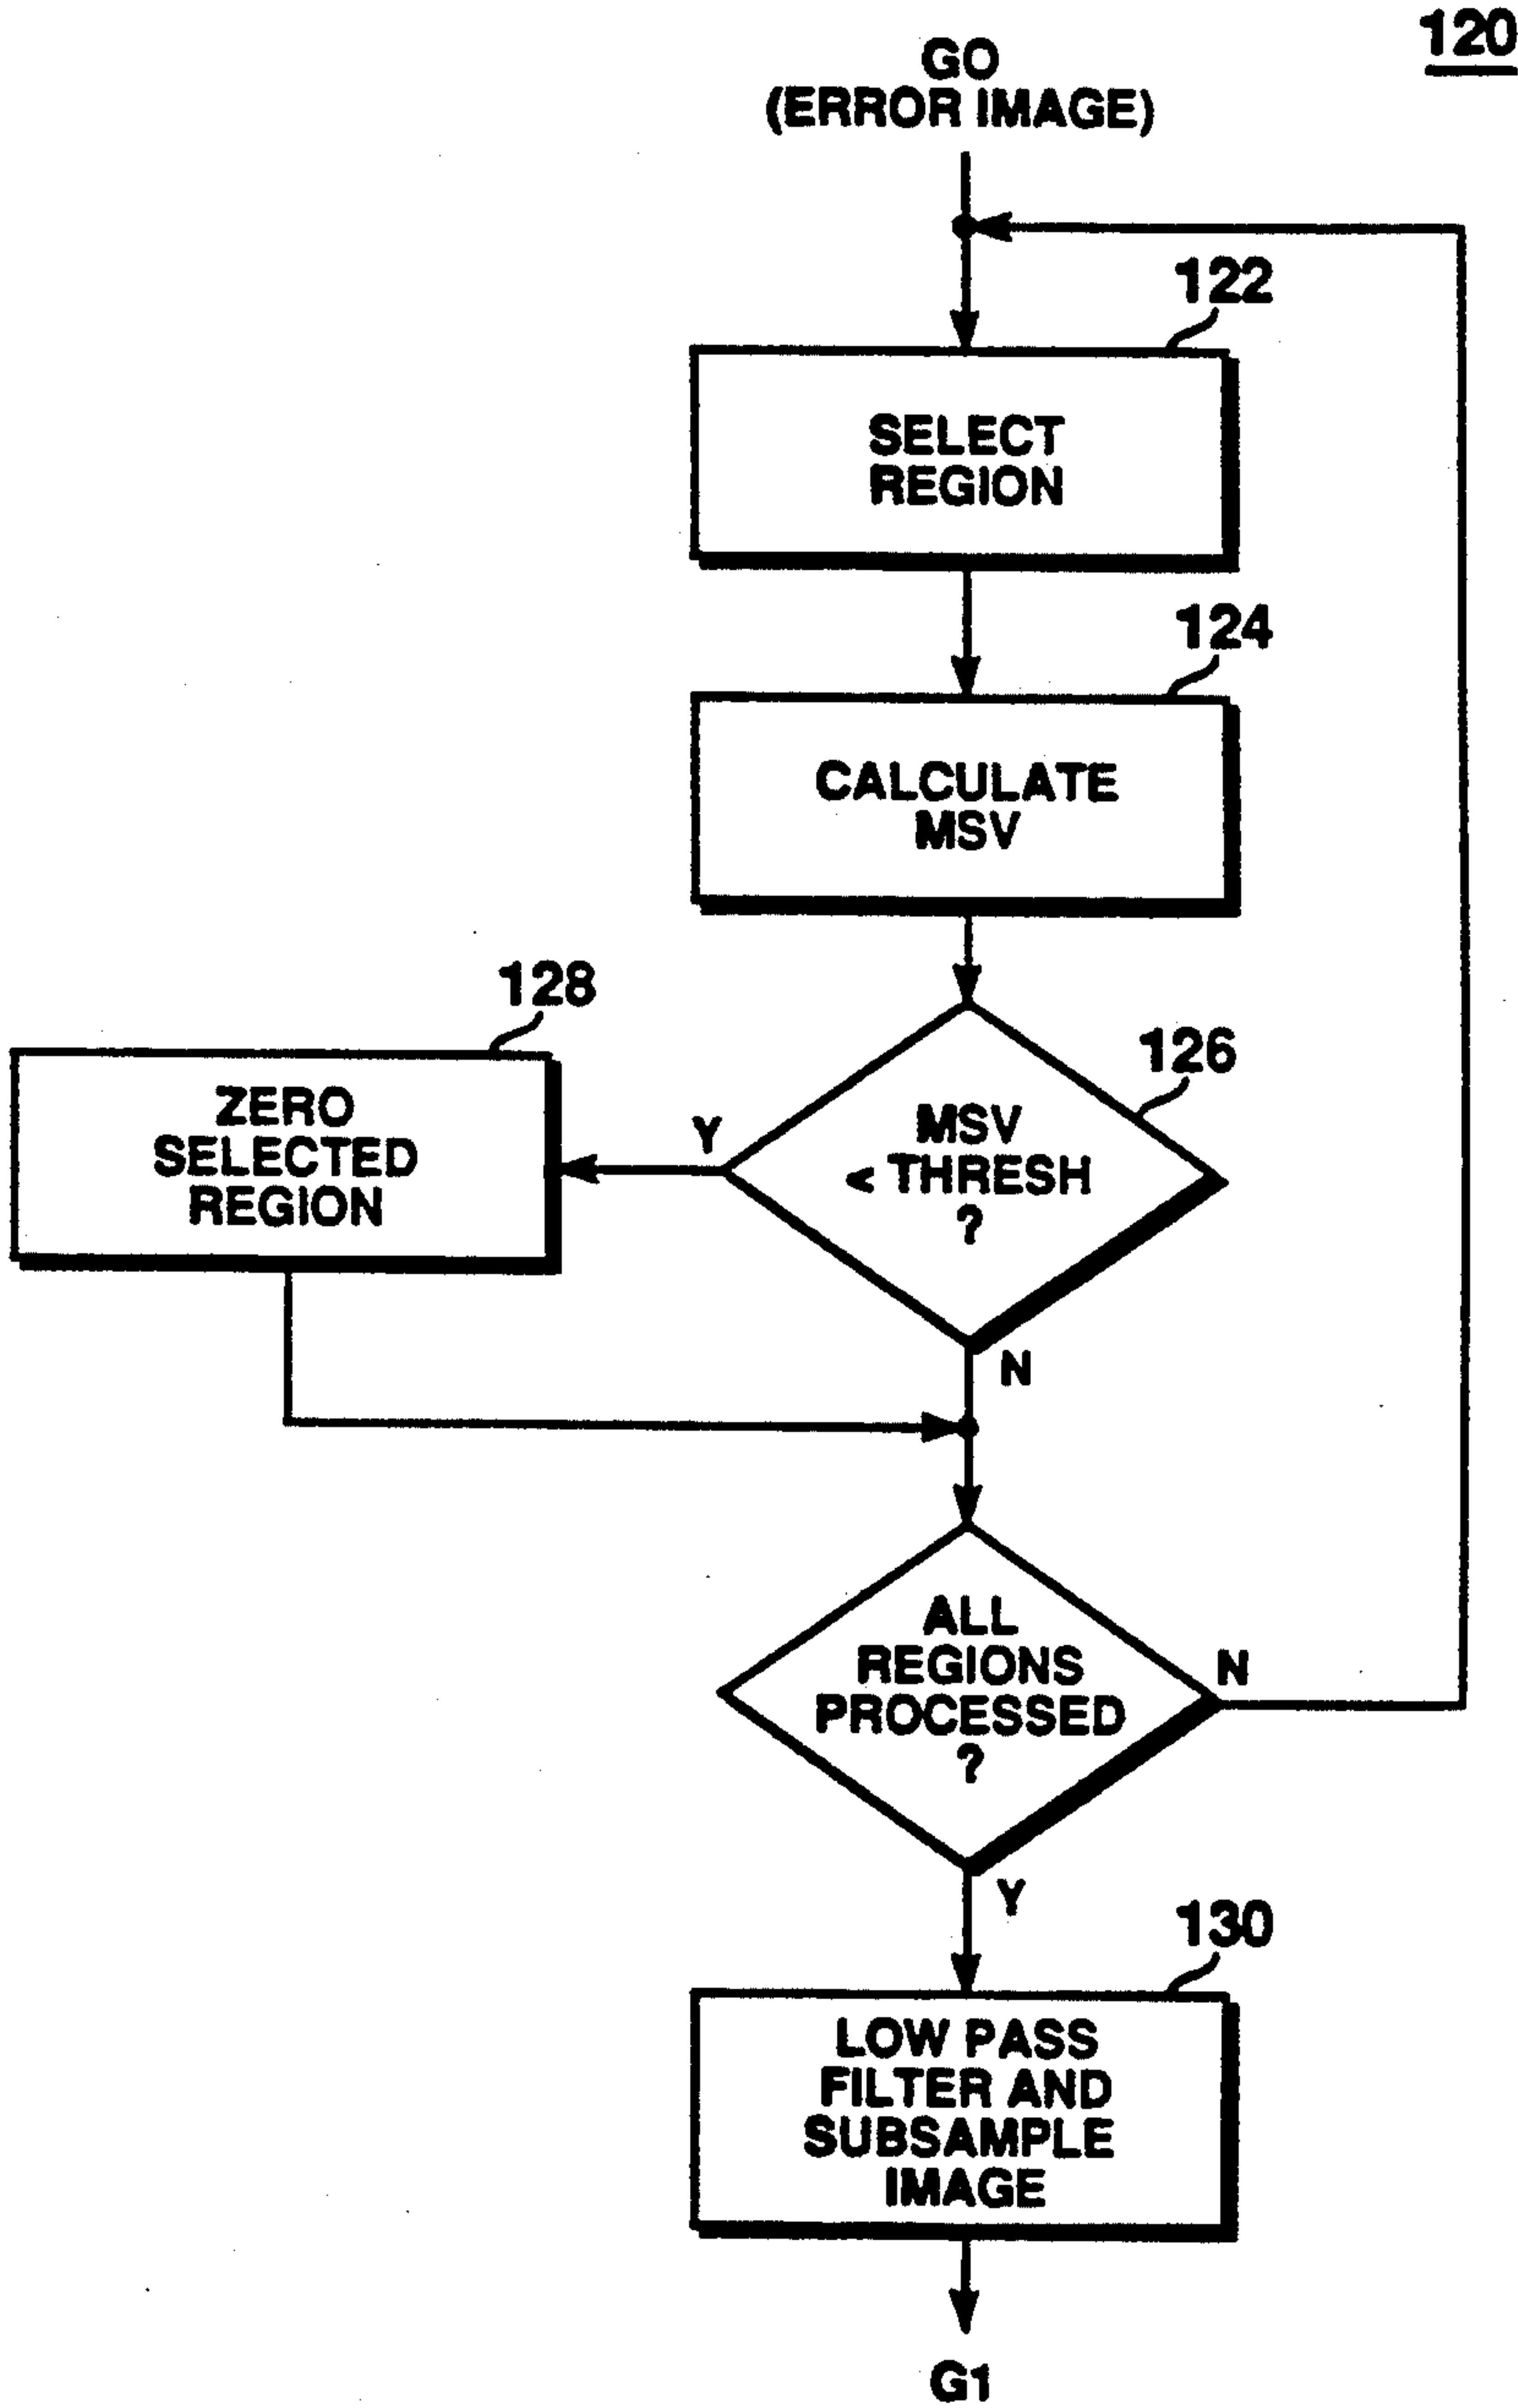 120
GO
(ERROR IMAGE)
122
SELECT
REGION
124
CALCULATE
MSV
128
ZERO
SELECTED
REGION
Y
126
MSV
< THRESH
?
N
ALL
REGIONS
PROCESSED
?
N
Y
130
LOW PASS
FILTER AND
SUBSAMPLE
IMAGE
G1